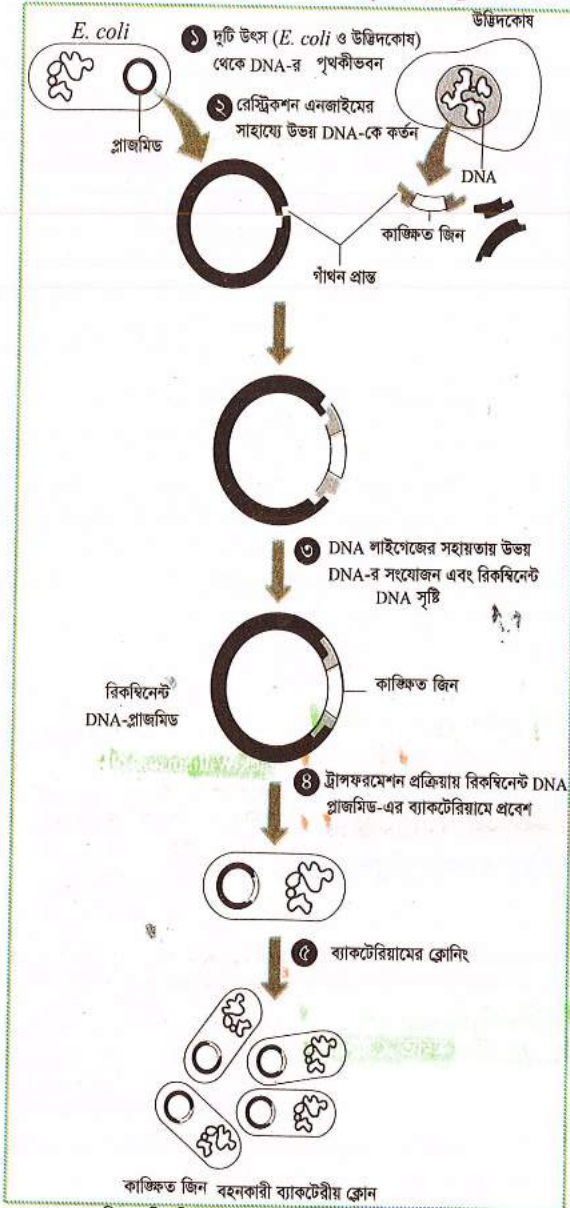 E. coli
উদ্ভিদকোষ
১ দুটি উৎস (E. coli ও উদ্ভিদকোষ)
থেকে DNA-র পৃথকীভবন
২ রেস্ট্রিকশন এনজাইমের
সাহায্যে উভয় DNA-কে কর্তন
প্লাজমিড
DNA
কাঙ্ক্ষিত জিন
গাঁথন প্রান্ত
৩ DNA লাইগেজের সহায়তায় উভয়
DNA-র সংযোজন এবং রিকম্বিনেন্ট
DNA সৃষ্টি
রিকম্বিনেন্ট
DNA-প্লাজমিড
কাঙ্ক্ষিত জিন
৪ ট্রান্সফরমেশন প্রক্রিয়ায় রিকম্বিনেন্ট DNA
প্লাজমিড-এর ব্যাকটেরিয়ামে প্রবেশ
৫ ব্যাকটেরিয়ামের ক্লোনিং
কাঙ্ক্ষিত জিন বহনকারী ব্যাকটেরীয় ক্লোন